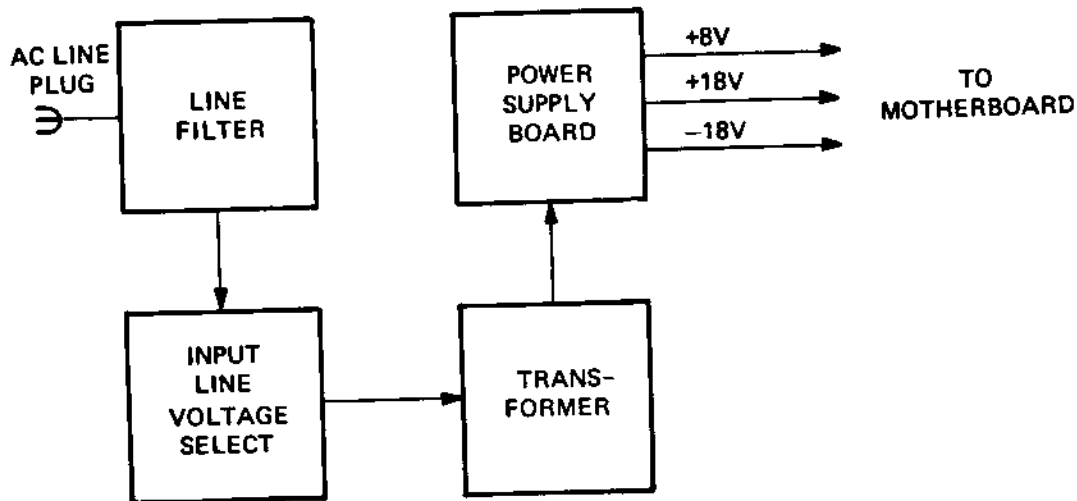 AC LINE
PLUG
LINE
FILTER
INPUT
LINE
VOLTAGE
SELECT
TRANS-
FORMER
POWER
SUPPLY
BOARD
+8V
+18V
−18V
TO
MOTHERBOARD